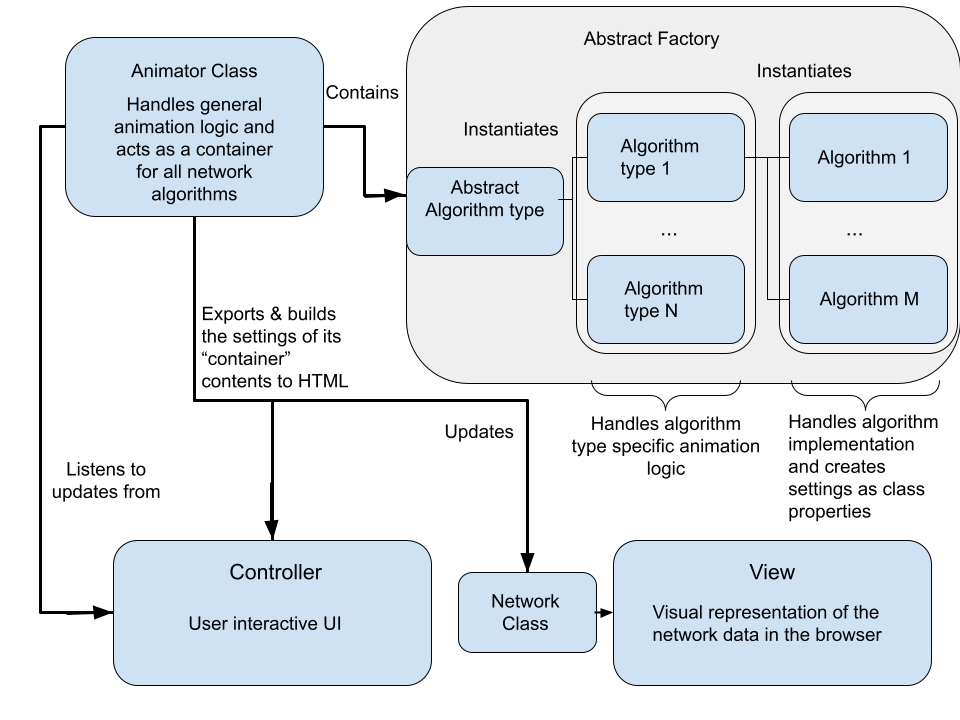 Abstract Factory
Animator Class
Handles general
animation logic and
acts as a container
for all network
algorithms
Contains
Instantiates
Instantiates
Abstract
Algorithm type
Algorithm
type 1
...
Algorithm
type N
Algorithm 1
...
Algorithm M
Exports & builds
the settings of its
“container”
contents to HTML
Updates
Handles algorithm
type specific animation
logic
Handles algorithm
implementation
and creates
settings as class
properties
Listens to
updates from
Controller
User interactive UI
Network
Class
View
Visual representation of the
network data in the browser